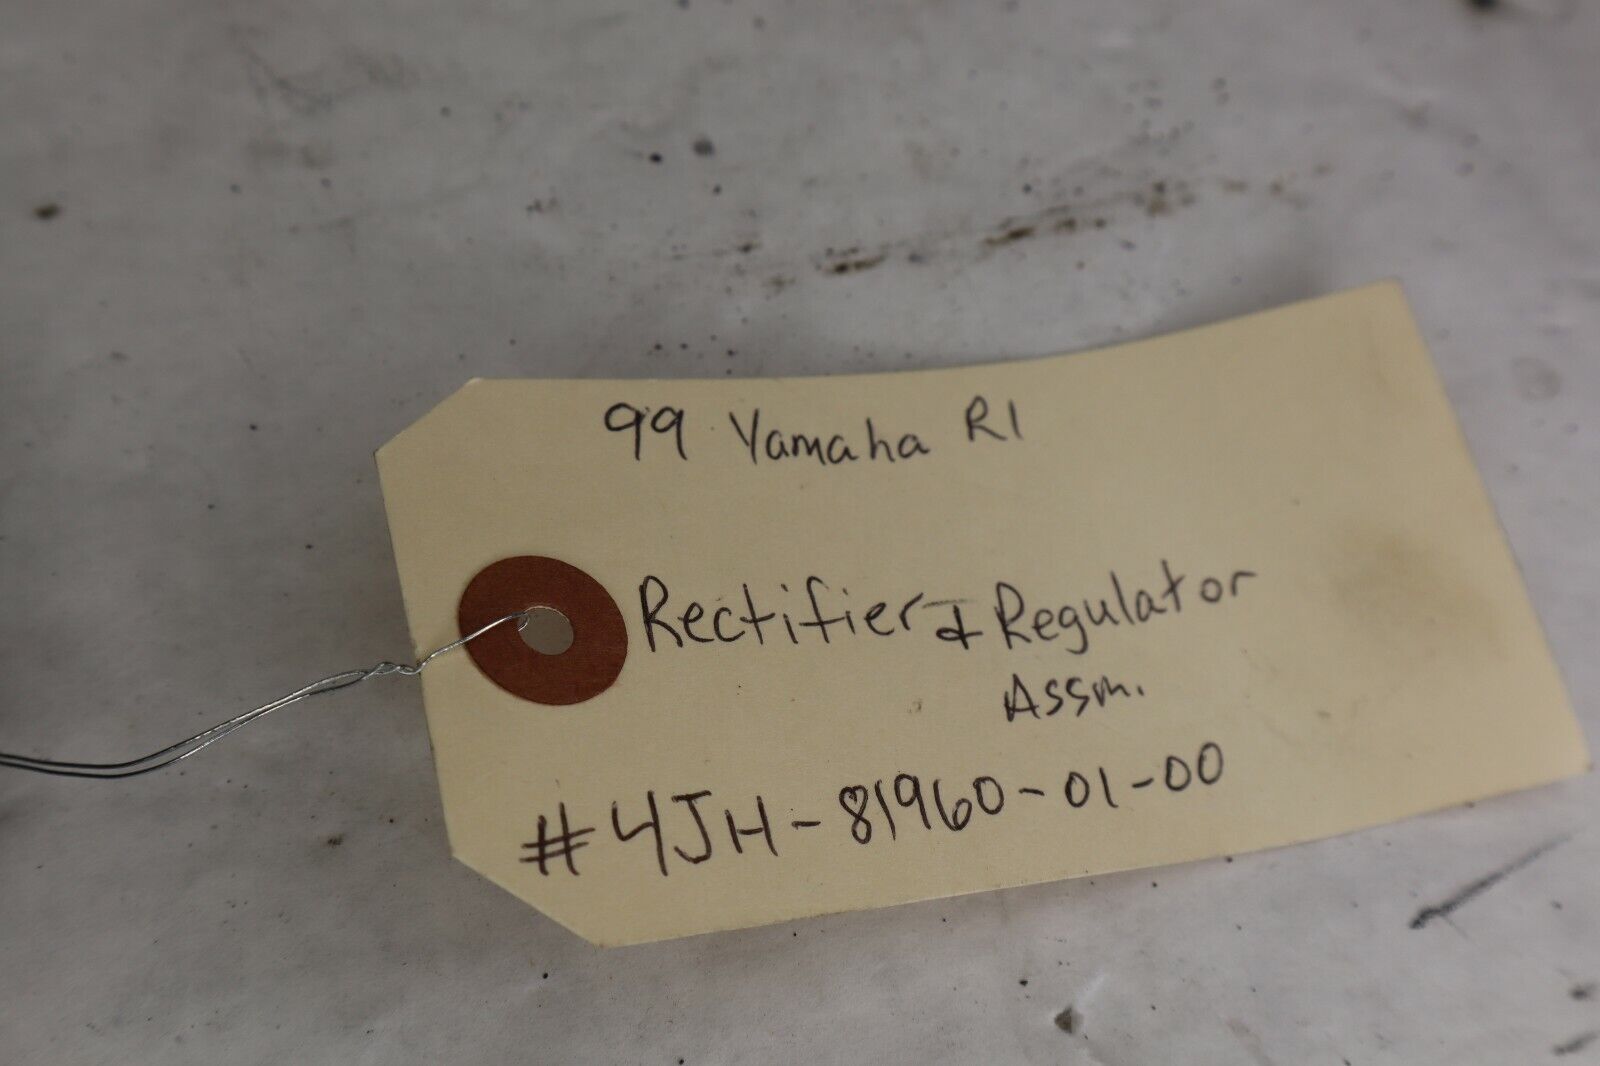 99 Yamaha R1
Rectifier & Regulator
Assm.
#4JH-81960-01-00